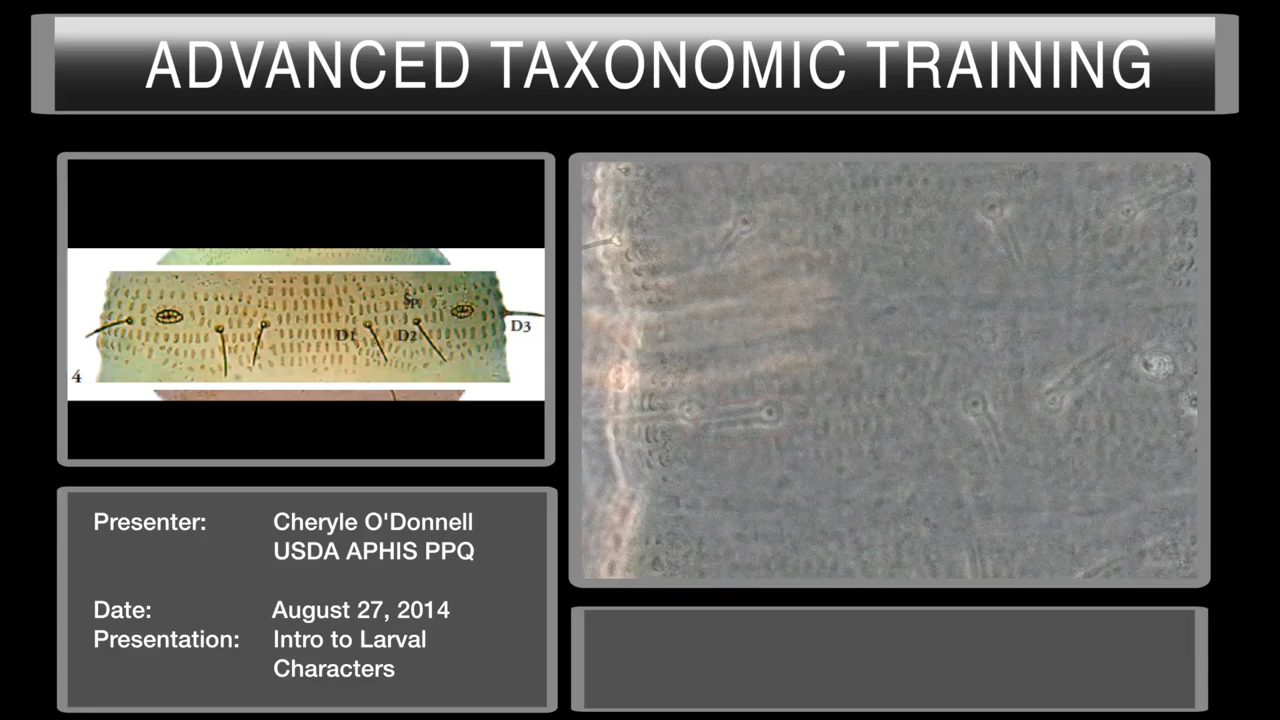 ADVANCED TAXONOMIC TRAINING
Sp
D1
D2
D3
4
Presenter: Cheryle O'Donnell
USDA APHIS PPQ
Date: August 27, 2014
Presentation: Intro to Larval
Characters